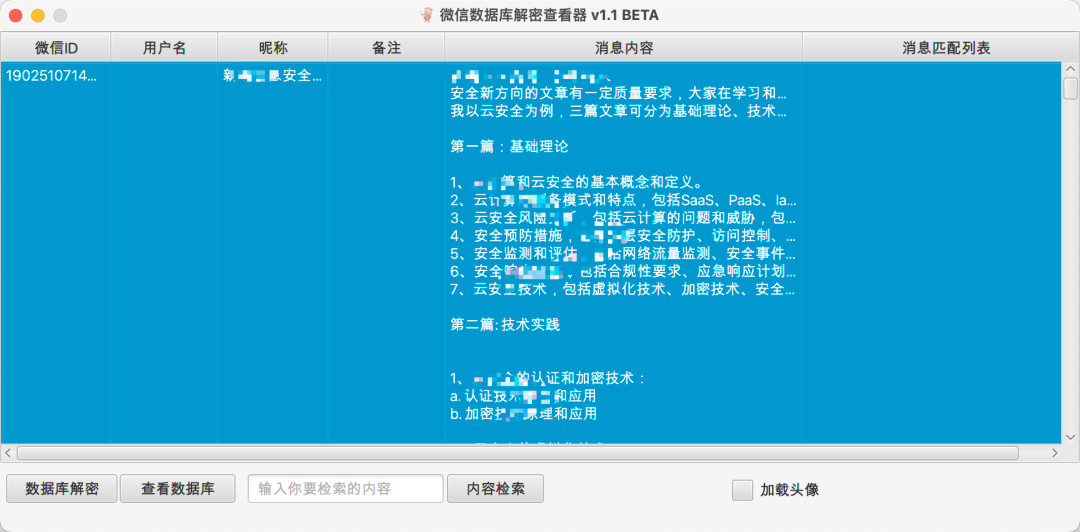 微信数据库解密查看器 v1.1 BETA
微信ID 用户名 昵称 备注 消息内容 消息匹配列表
1902510714... 安全...
安全新方向的文章有一定质量要求，大家在学习和...
我以云安全为例，三篇文章可分为基础理论、技术...
第一篇：基础理论
1、 算和云安全的基本概念和定义。
2、云计算 务模式和特点，包括SaaS、PaaS、Ia...
3、云安全风险 包括云计算的问题和威胁，包...
4、安全预防措施， 层安全防护、访问控制、...
5、安全监测和评估 网络流量监测、安全事件...
6、安全响 包括合规性要求、应急响应计划...
7、云安全技术，包括虚拟化技术、加密技术、安全...
第二篇: 技术实践
1、 的认证和加密技术：
a. 认证技术 和应用
b. 加密技 原理和应用
数据库解密 查看数据库 输入你要检索的内容 内容检索 加载头像